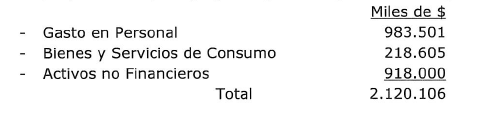 Miles de $
- Gasto en Personal 983.501
- Bienes y Servicios de Consumo 218.605
- Activos no Financieros 918.000
Total 2.120.106